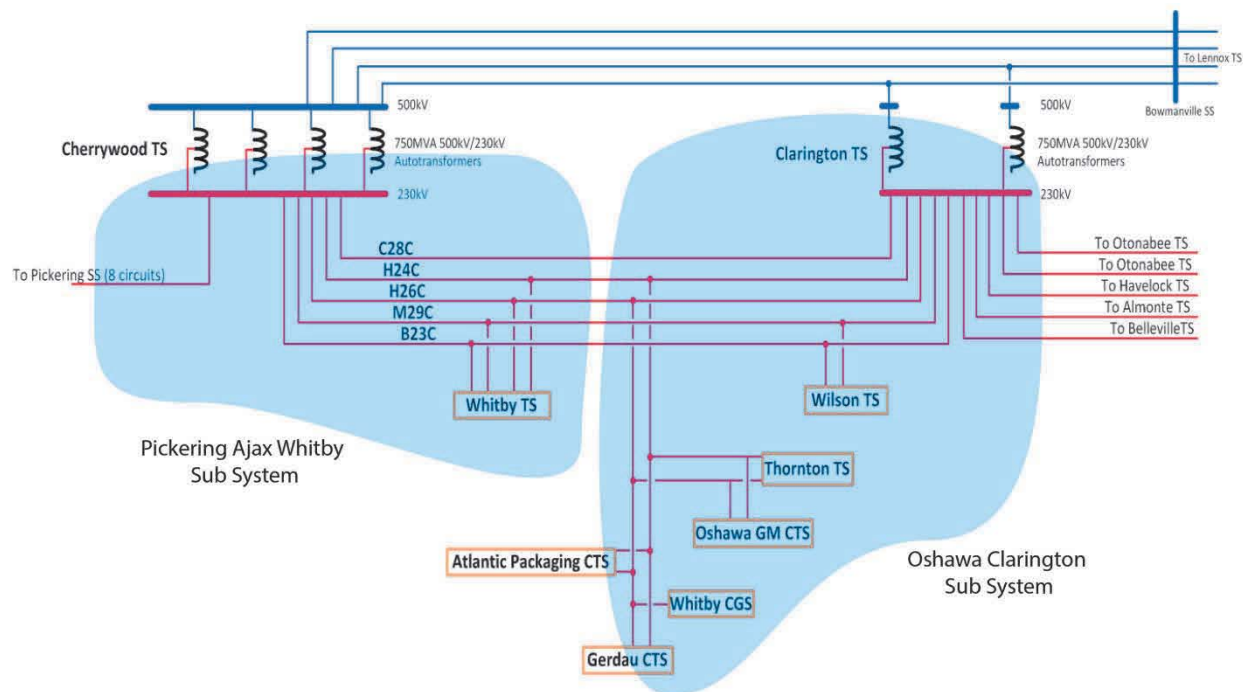 To Lennox TS
500kV
500kV
Bowmanville SS
Cherrywood TS
750MVA 500kV/230kV
Autotransformers
Clarington TS
750MVA 500kV/230kV
Autotransformers
230kV
230kV
C28C
H24C
H26C
M29C
B23C
To Pickering SS (8 circuits)
To Otonabee TS
To Otonabee TS
To Havelock TS
To Almonte TS
To BellevilleTS
Whitby TS
Wilson TS
Pickering Ajax Whitby
Sub System
Thornton TS
Oshawa GM CTS
Atlantic Packaging CTS
Oshawa Clarington
Sub System
Whitby CGS
Gerdau CTS